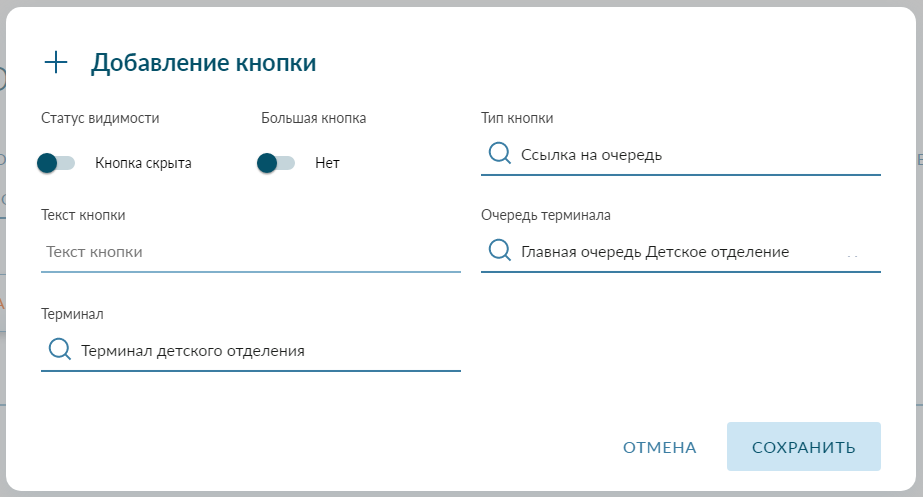 Добавление кнопки
Статус видимости
Большая кнопка
Тип кнопки
Кнопка скрыта
Нет
Ссылка на очередь
Текст кнопки
Очередь терминала
Текст кнопки
Главная очередь Детское отделение
Терминал
Терминал детского отделения
ОТМЕНА
СОХРАНИТЬ